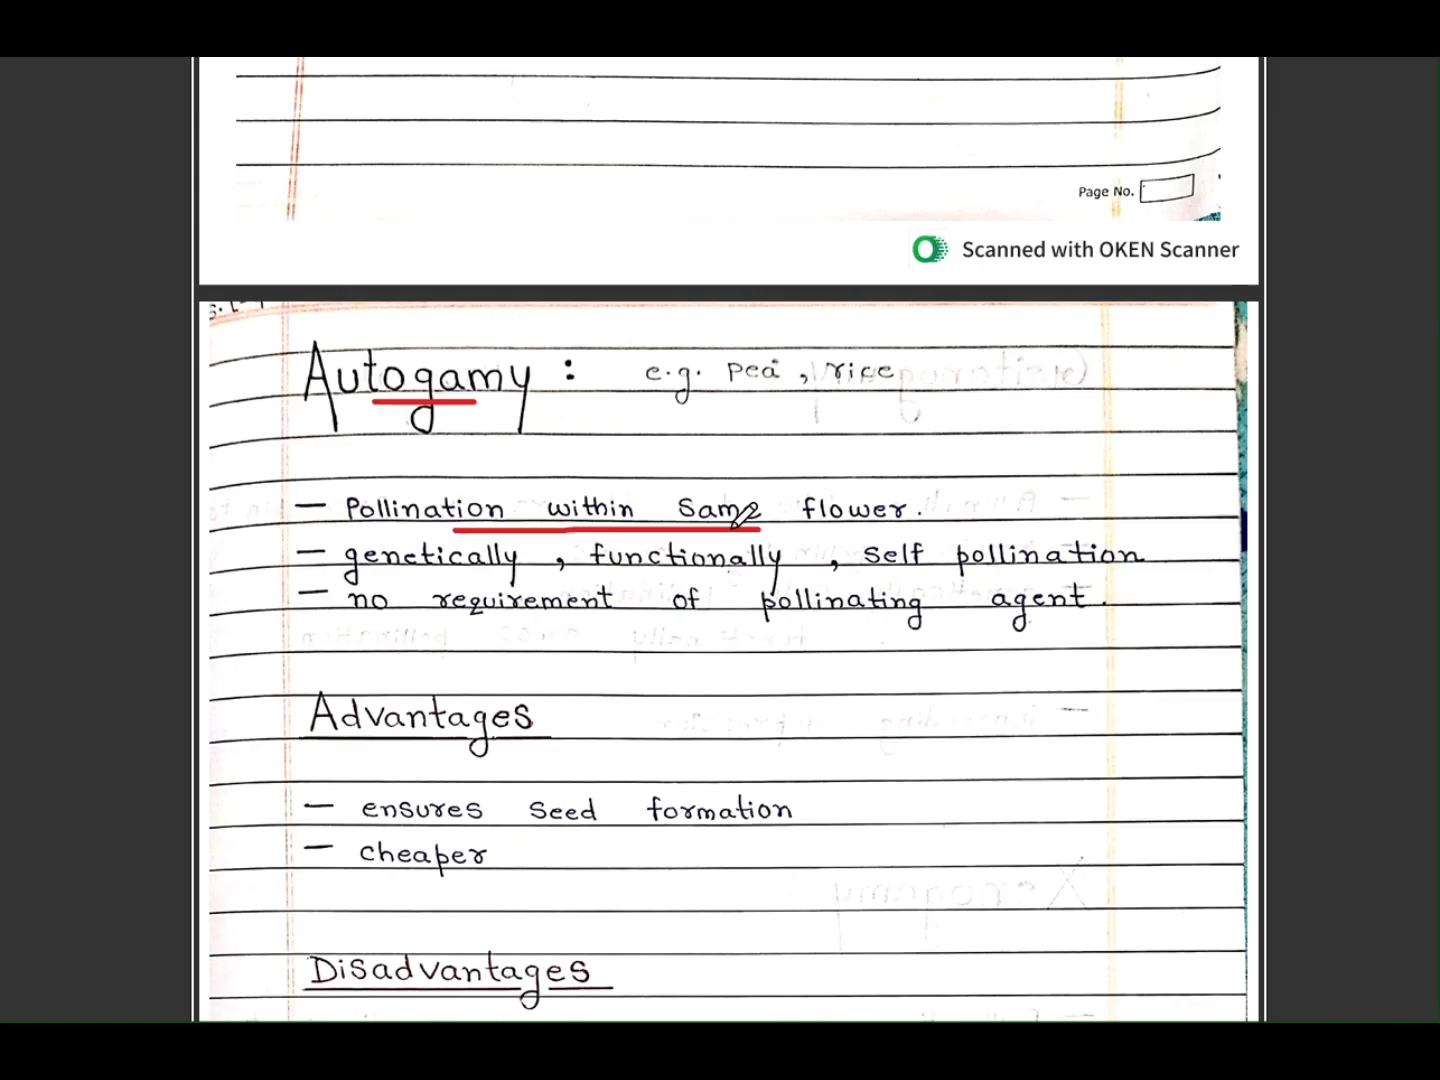 Page No.
Scanned with OKEN Scanner
Autogamy : e.g. pea , rice
— Pollination within same flower.
— genetically , functionally , self pollination
— no requirement of pollinating agent.
Advantages
— ensures seed formation
— cheaper
Disadvantages